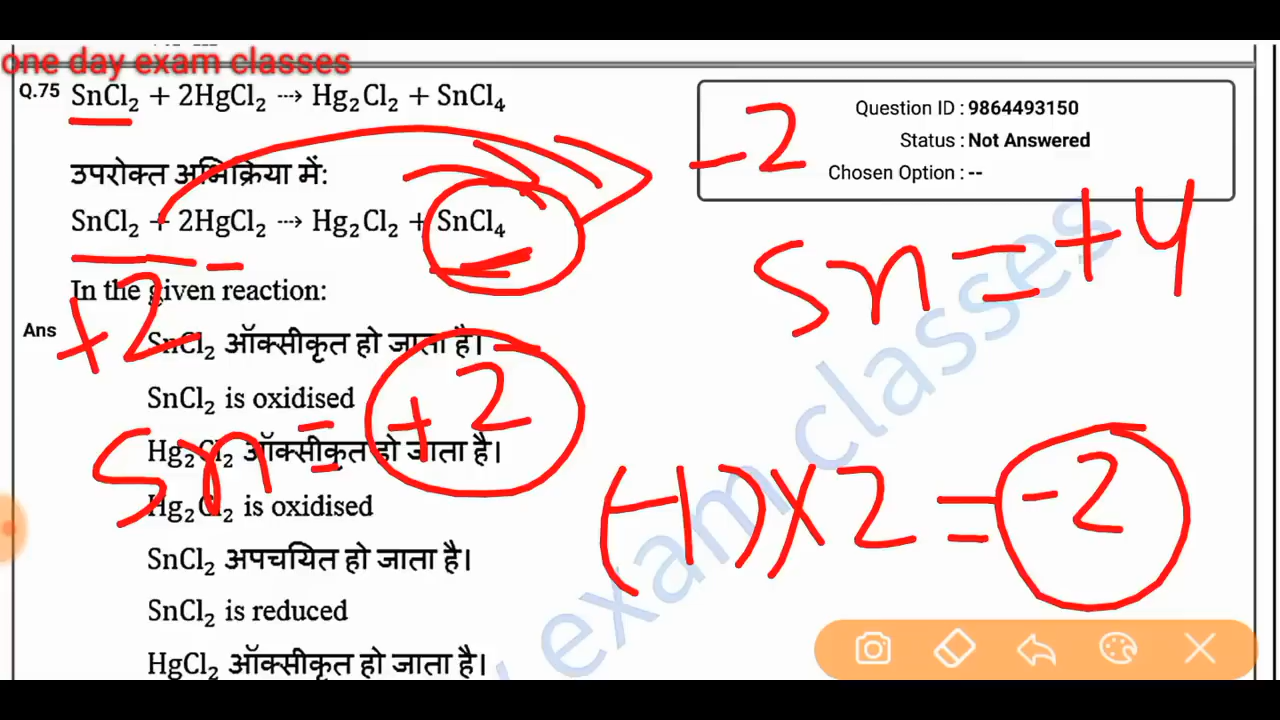 one day exam classes
Q.75 SnCl₂ + 2HgCl₂ ⇢ Hg₂Cl₂ + SnCl₄
Question ID : 9864493150
Status : Not Answered
Chosen Option : --
-2
उपरोक्त अभिक्रिया में:
SnCl₂ + 2HgCl₂ ⇢ Hg₂Cl₂ + SnCl₄
Sn = +4
In the given reaction:
+2
Ans SnCl₂ ऑक्सीकृत हो जाता है।
SnCl₂ is oxidised
Sn = +2
Hg₂Cl₂ ऑक्सीकृत हो जाता है।
Hg₂Cl₂ is oxidised
(-1) × 2 = -2
SnCl₂ अपचयित हो जाता है।
SnCl₂ is reduced
HgCl₂ ऑक्सीकृत हो जाता है।
exam classes